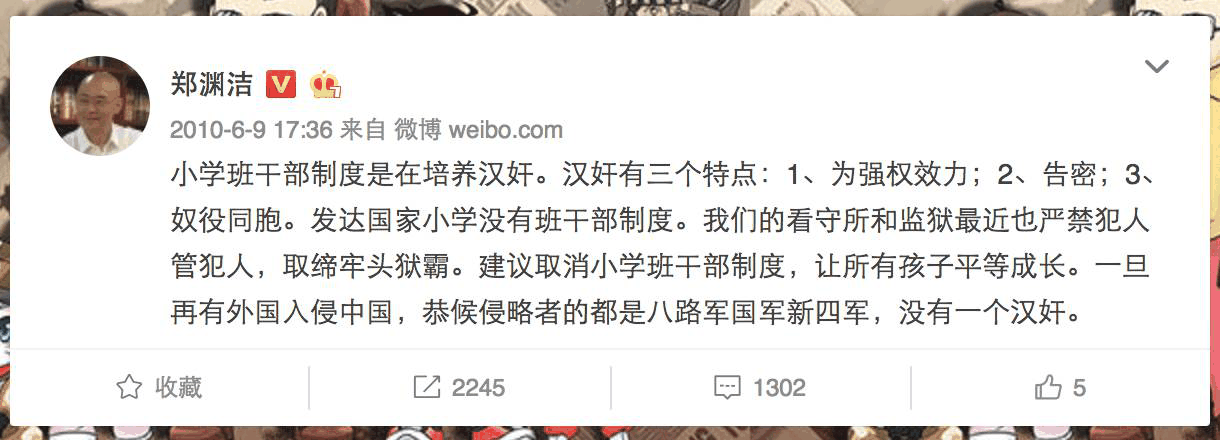 郑渊洁
2010-6-9 17:36 来自 微博 weibo.com
小学班干部制度是在培养汉奸。汉奸有三个特点：1、为强权效力；2、告密；3、
奴役同胞。发达国家小学没有班干部制度。我们的看守所和监狱最近也严禁犯人
管犯人，取缔牢头狱霸。建议取消小学班干部制度，让所有孩子平等成长。一旦
再有外国入侵中国，恭候侵略者的都是八路军国军新四军，没有一个汉奸。
收藏 2245 1302 5